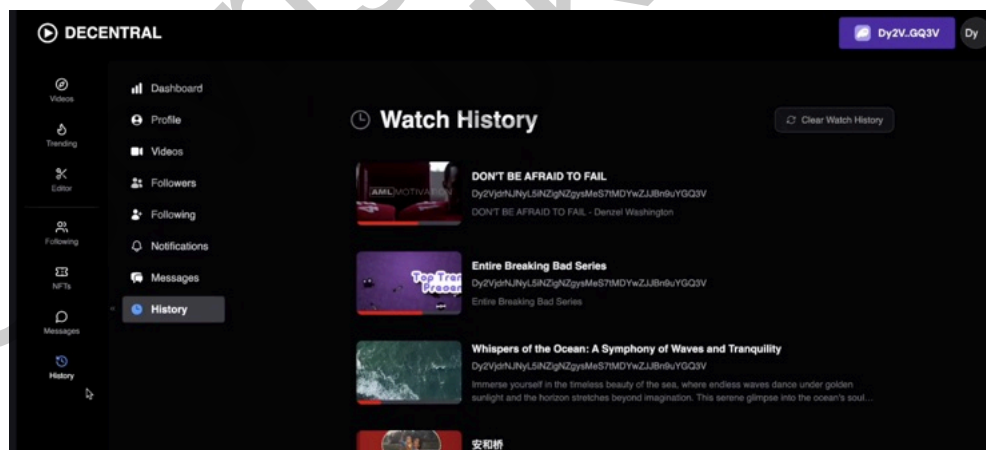 DECENTRAL
Dy2V..GQ3V
Dy
Videos
Trending
Editor
Following
NFTs
Messages
History
Dashboard
Profile
Videos
Followers
Following
Notifications
Messages
History
Watch History
Clear Watch History
AML MOTIVATION
DON'T BE AFRAID TO FAIL
DON'T BE AFRAID TO FAIL - Denzel Washington
Top Tren
Presen
Entire Breaking Bad Series
Entire Breaking Bad Series
Whispers of the Ocean: A Symphony of Waves and Tranquility
Immerse yourself in the timeless beauty of the sea, where endless waves dance under golden
sunlight and the horizon stretches beyond imagination. This serene glimpse into the ocean's soul...
安和桥